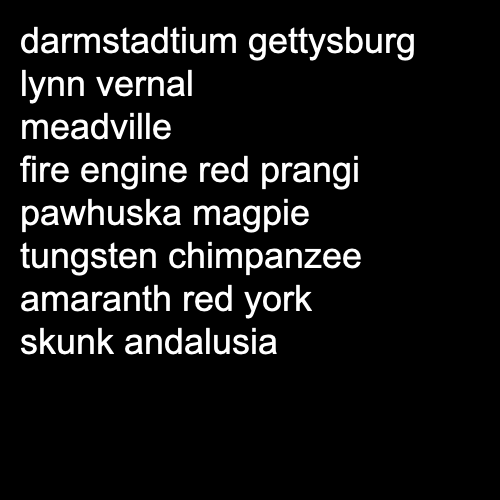 darmstadtium gettysburg
lynn vernal
meadville
fire engine red prangi
pawhuska magpie
tungsten chimpanzee
amaranth red york
skunk andalusia